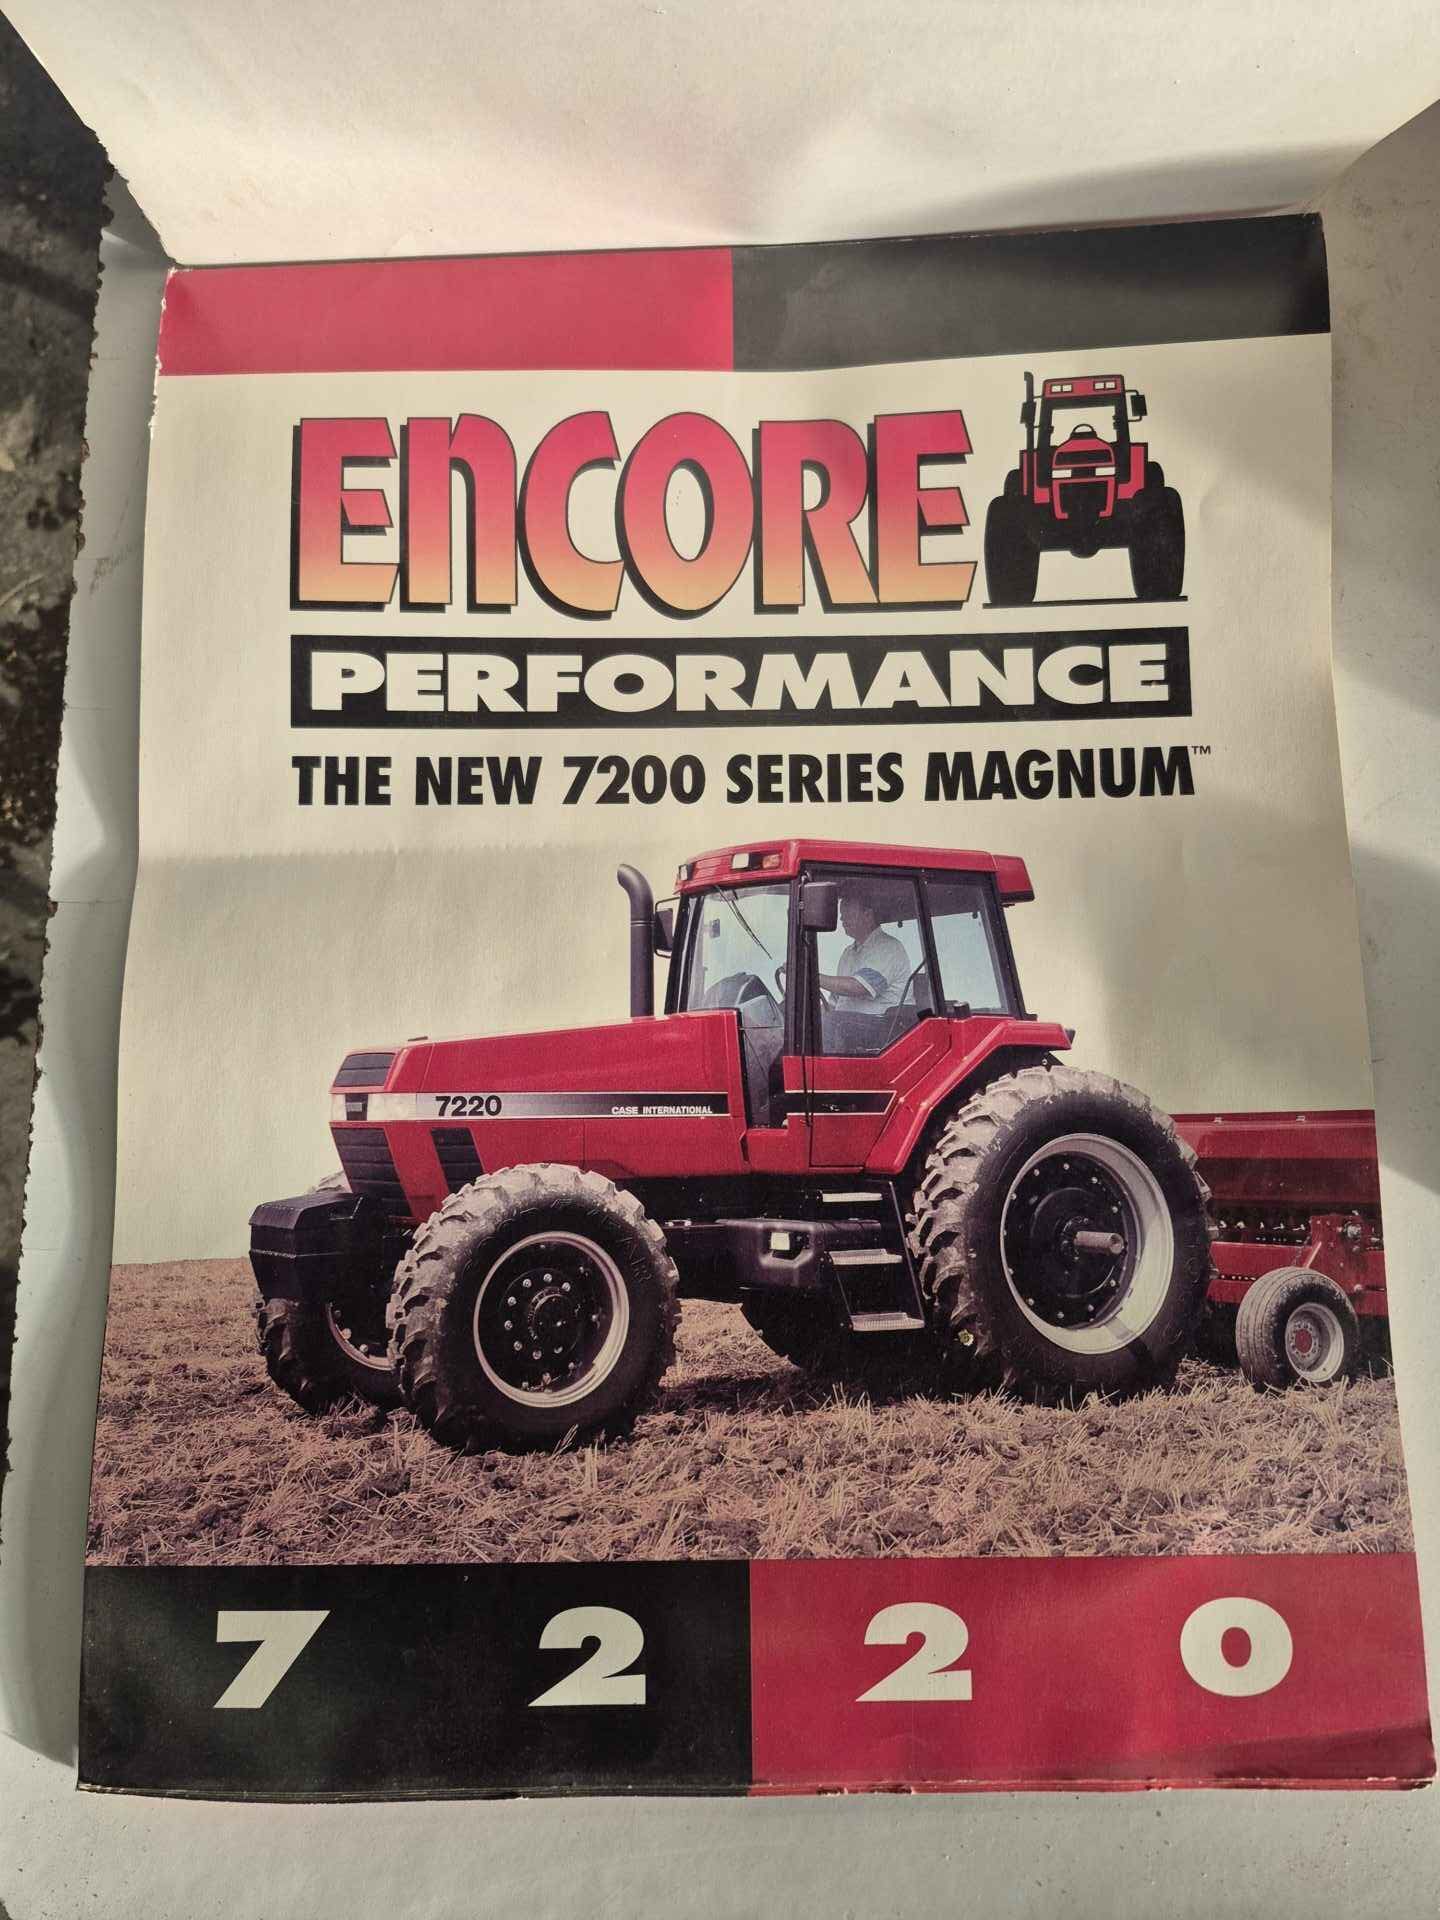 ENCORE
PERFORMANCE
THE NEW 7200 SERIES MAGNUM™
7220 CASE INTERNATIONAL
7 2 2 0